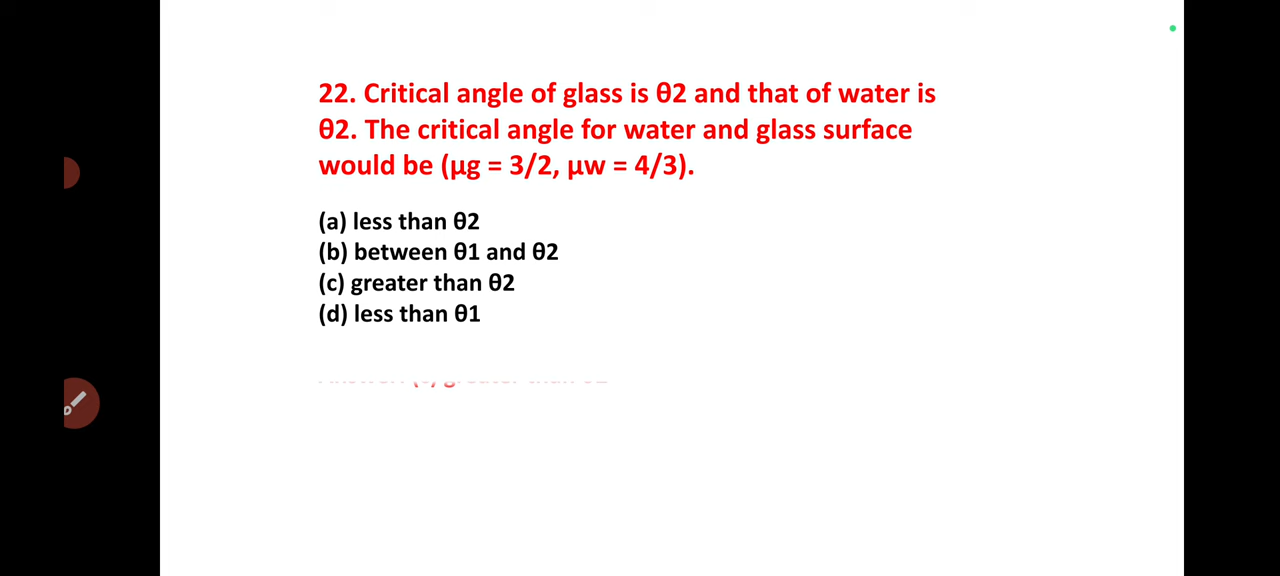 22. Critical angle of glass is θ2 and that of water is
θ2. The critical angle for water and glass surface
would be (μg = 3/2, μw = 4/3).
(a) less than θ2
(b) between θ1 and θ2
(c) greater than θ2
(d) less than θ1